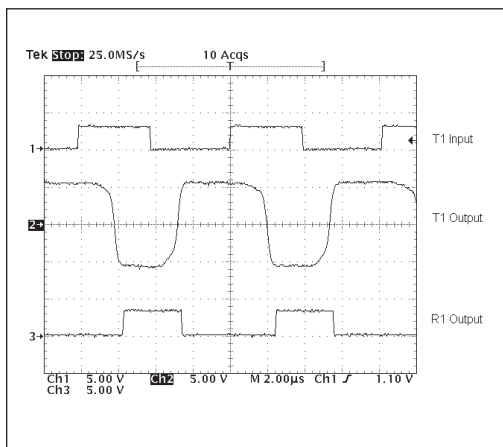 Tek Stop: 25.0MS/s 10 Acqs
T
1→
T1 Input
2→
T1 Output
3→
R1 Output
Ch1 5.00 V Ch2 5.00 V M 2.00µs Ch1 ∫ 1.10 V
Ch3 5.00 V